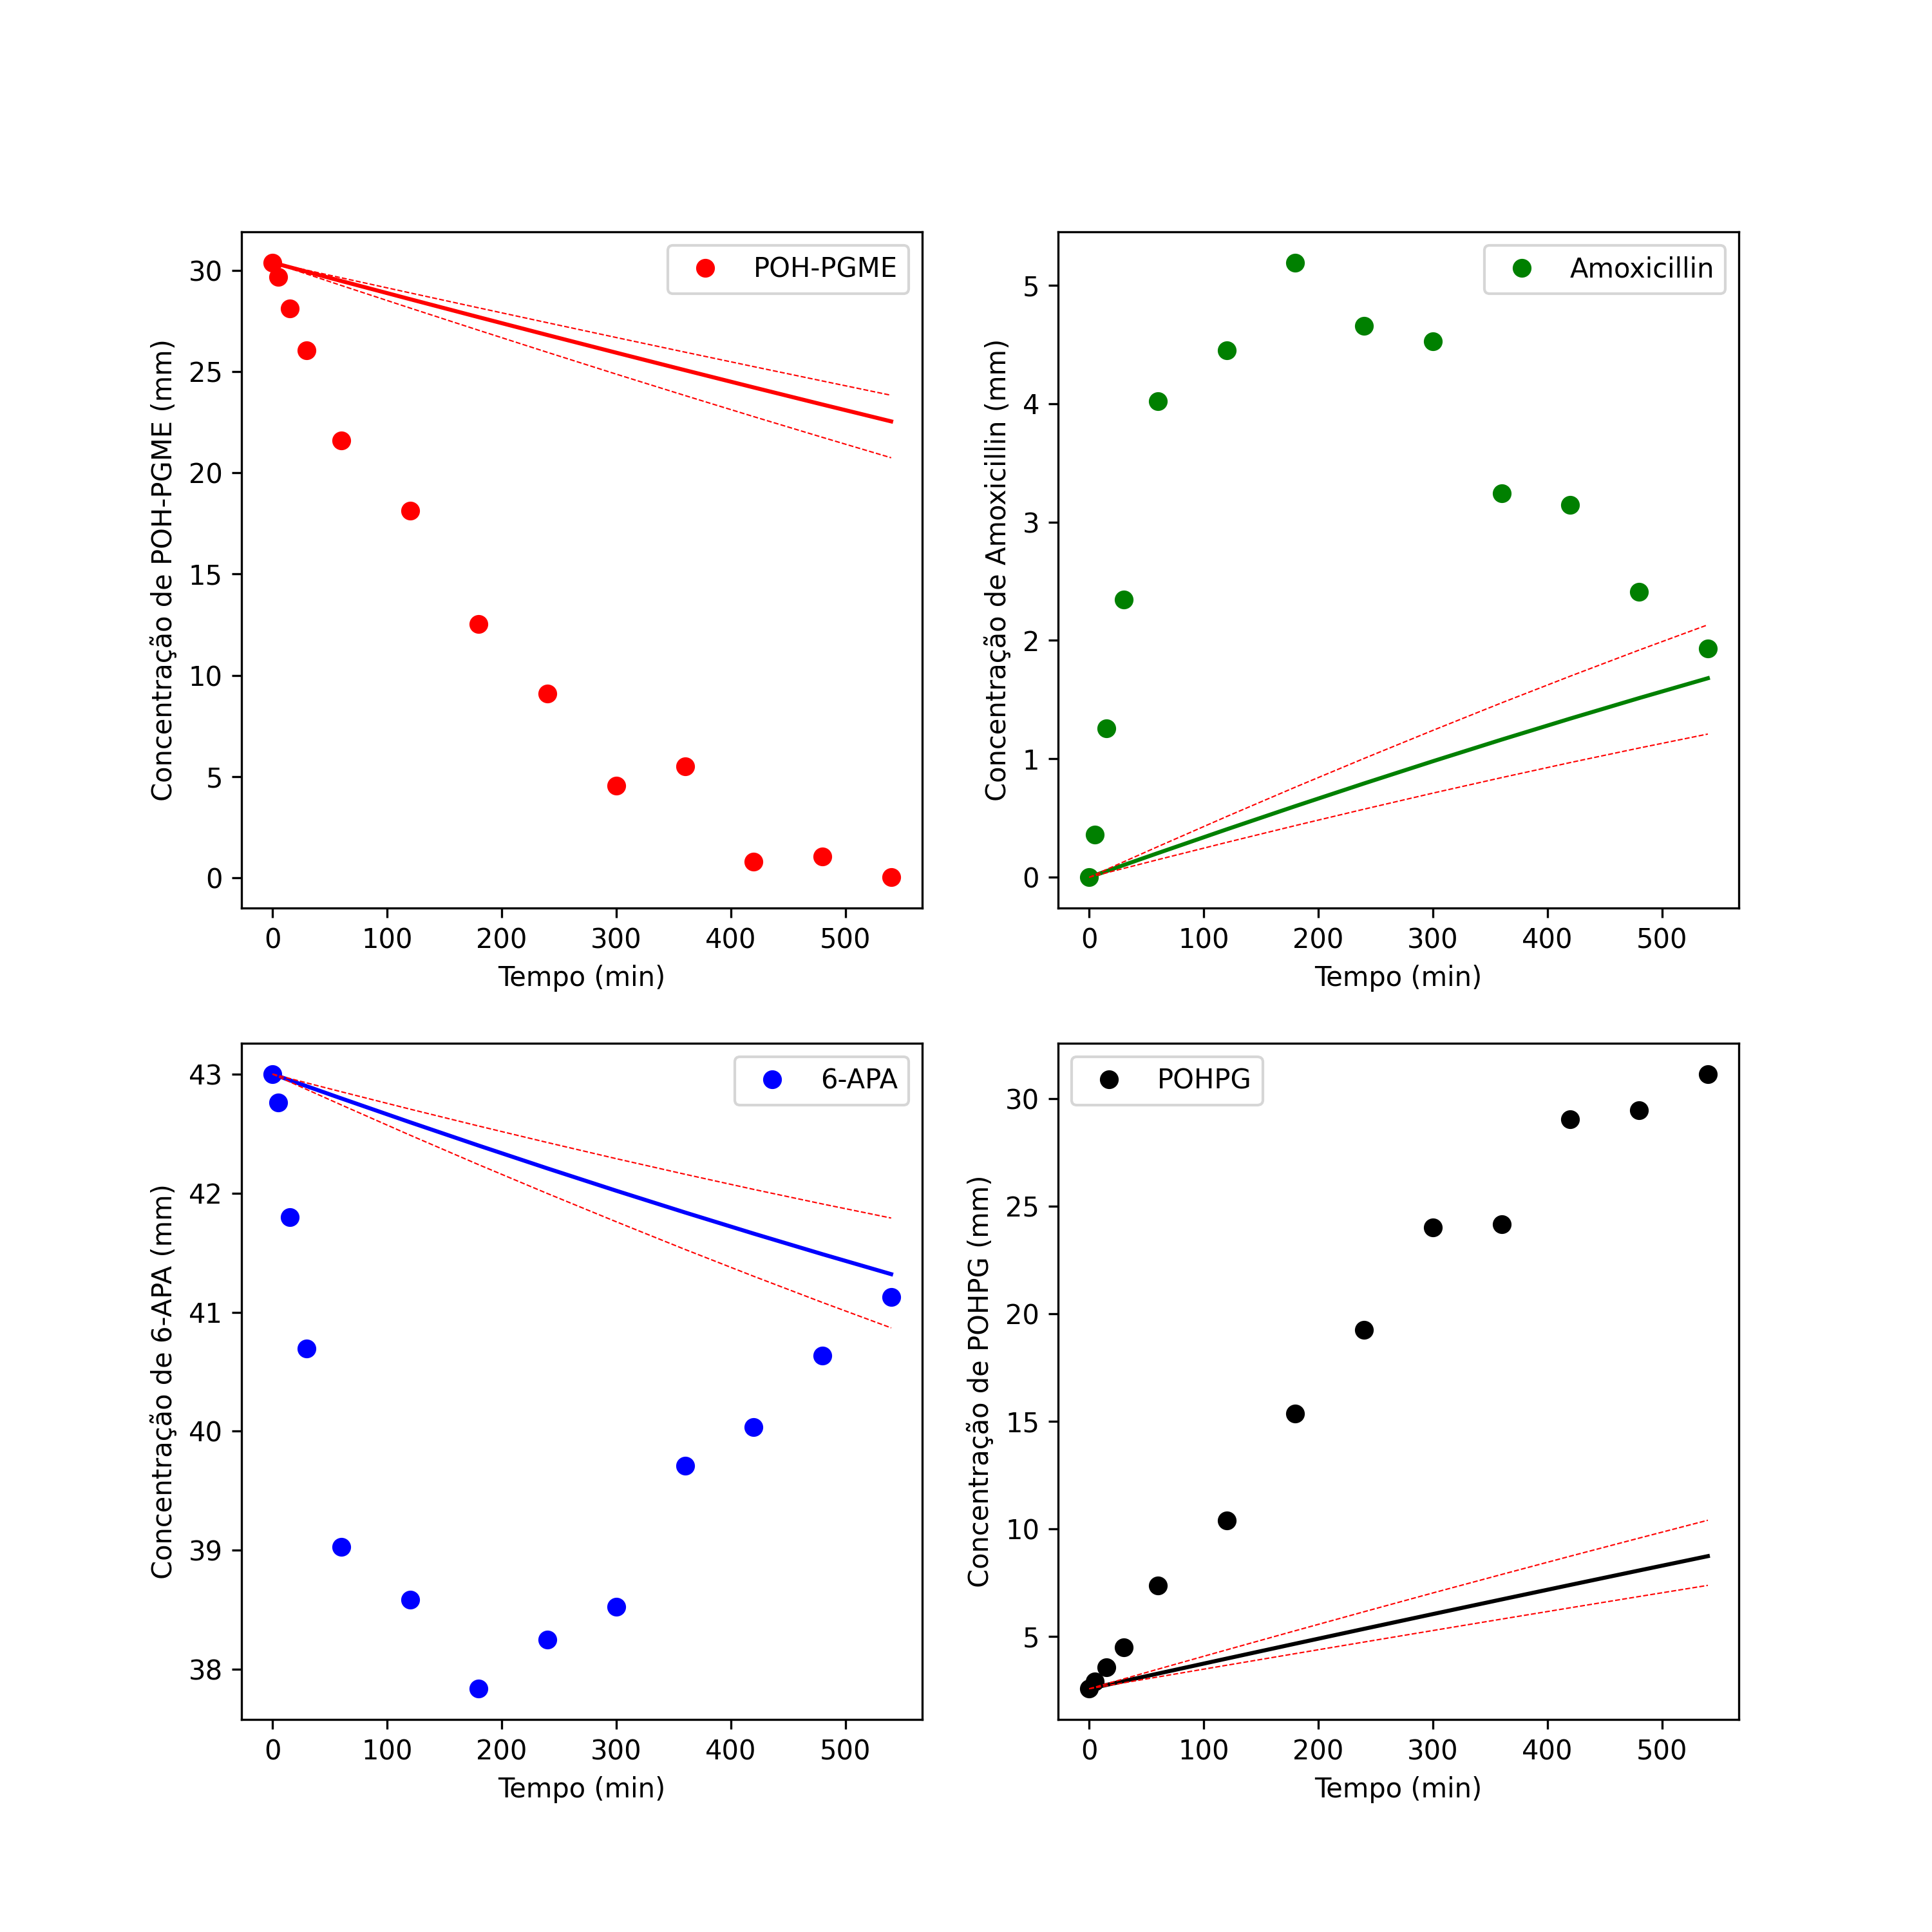 POH-PGME
Concentração de POH-PGME (mm)
30
25
20
15
10
5
0
0 100 200 300 400 500
Tempo (min)
Amoxicillin
Concentração de Amoxicillin (mm)
5
4
3
2
1
0
0 100 200 300 400 500
Tempo (min)
6-APA
Concentração de 6-APA (mm)
43
42
41
40
39
38
0 100 200 300 400 500
Tempo (min)
POHPG
Concentração de POHPG (mm)
30
25
20
15
10
5
0 100 200 300 400 500
Tempo (min)